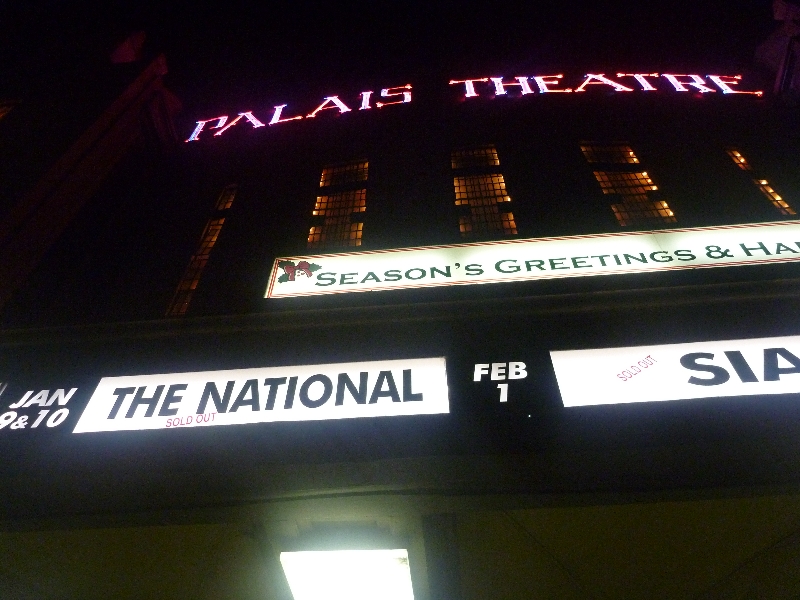 PALAIS THEATRE
SEASON'S GREETINGS & HA
JAN
9&10
THE NATIONAL
SOLD OUT
FEB
1
SOLD OUT
SIA